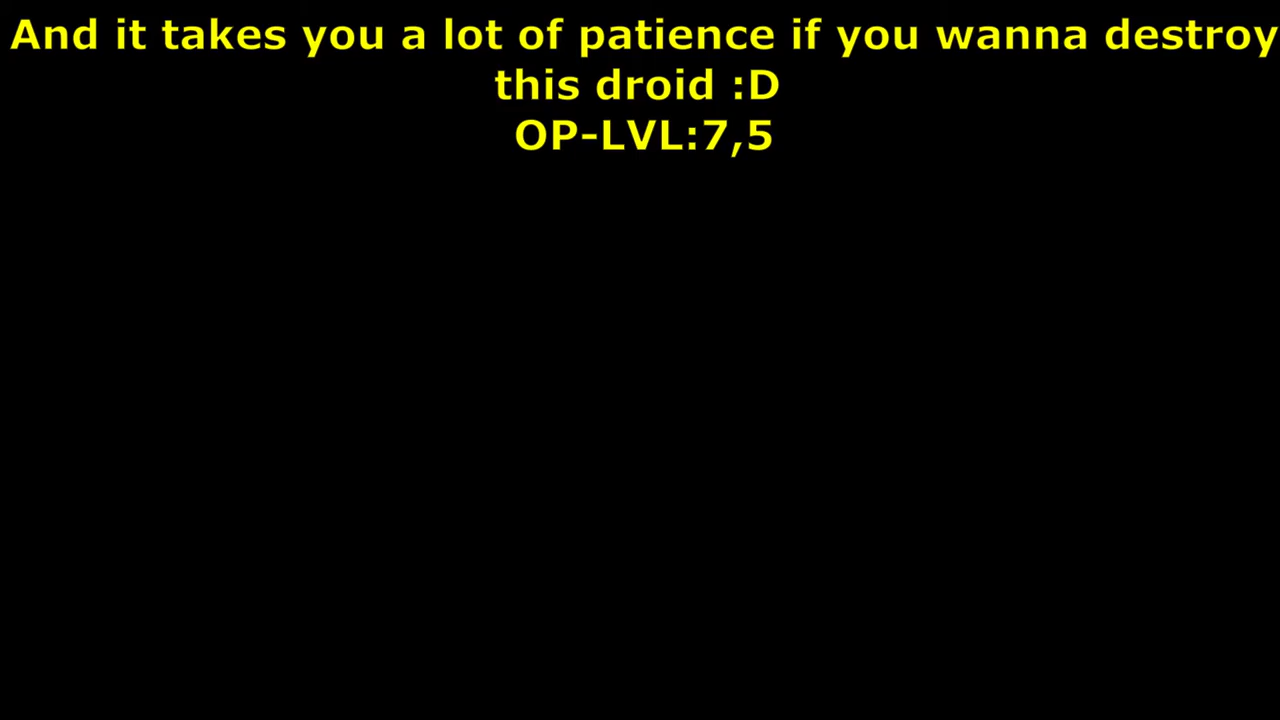 And it takes you a lot of patience if you wanna destroy
this droid :D
OP-LVL:7,5